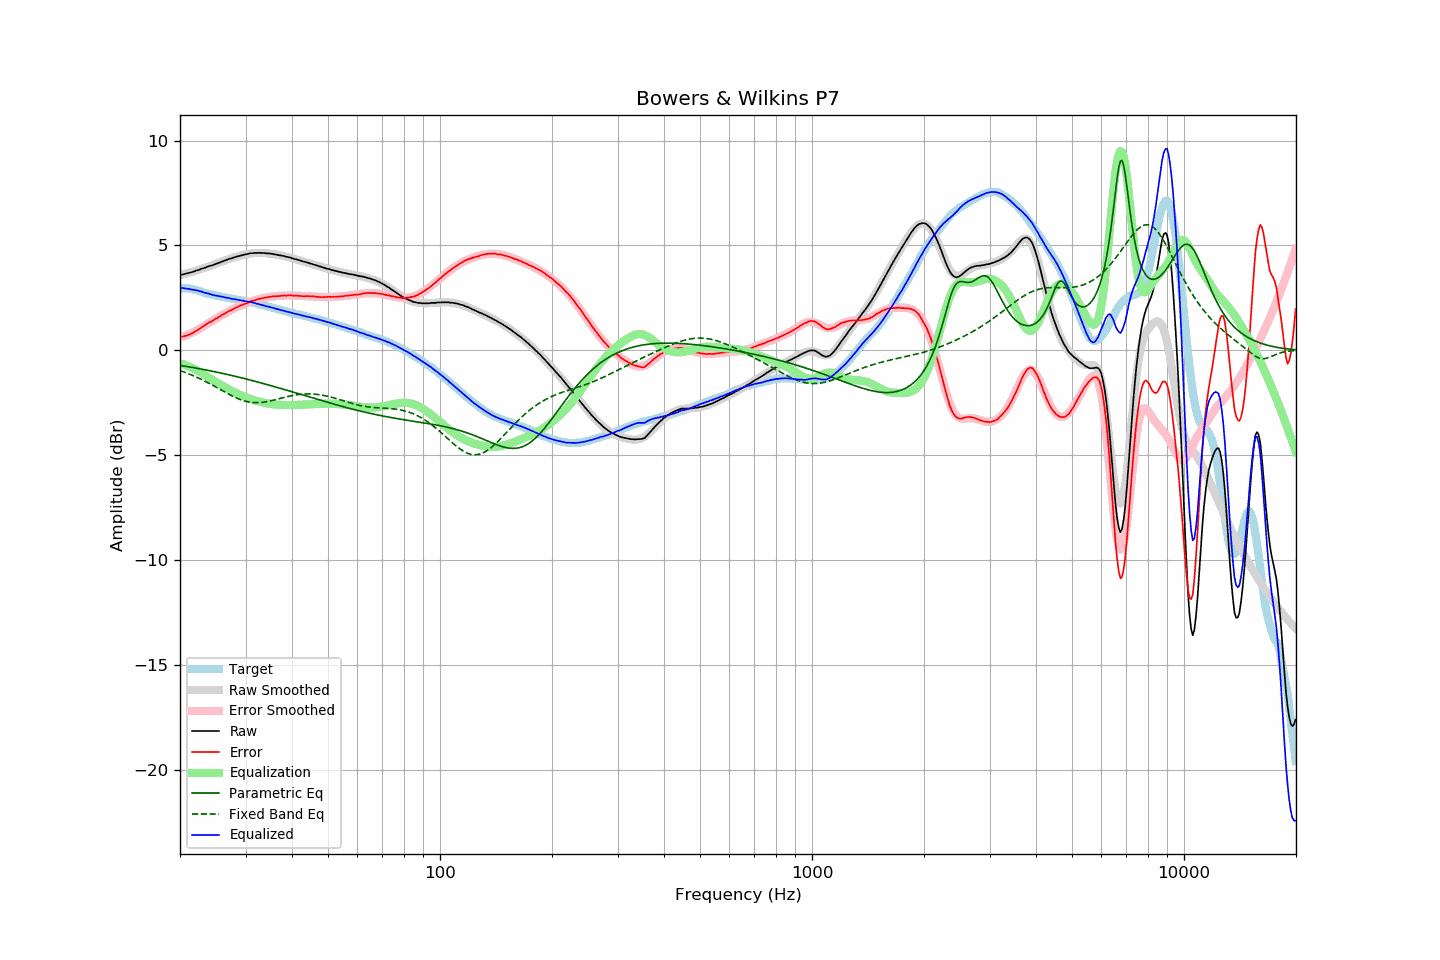 Bowers & Wilkins P7
10
5
0
−5
−10
−15
−20
Amplitude (dBr)
Target
Raw Smoothed
Error Smoothed
Raw
Error
Equalization
Parametric Eq
Fixed Band Eq
Equalized
100
1000
10000
Frequency (Hz)